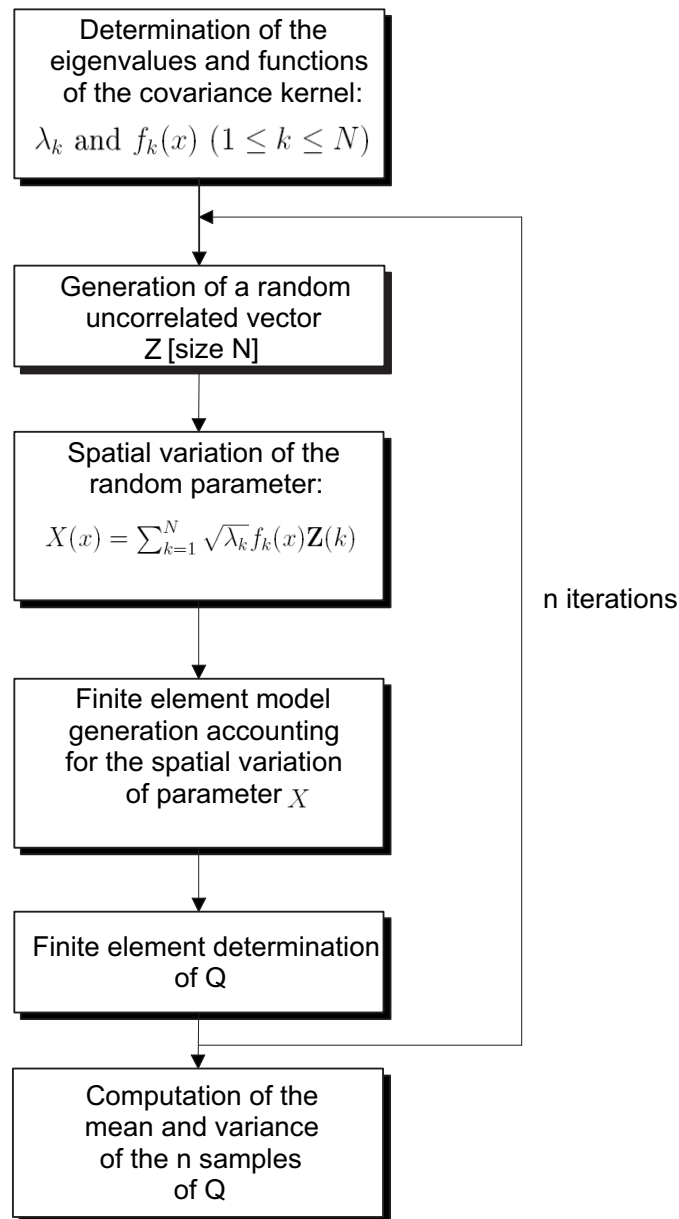 Determination of the
eigenvalues and functions
of the covariance kernel:
λ_k and f_k(x) (1 ≤ k ≤ N)
Generation of a random
uncorrelated vector
Z [size N]
Spatial variation of the
random parameter:
X(x) = ∑_{k=1}^{N} √λ_k f_k(x)Z(k)
n iterations
Finite element model
generation accounting
for the spatial variation
of parameter X
Finite element determination
of Q
Computation of the
mean and variance
of the n samples
of Q